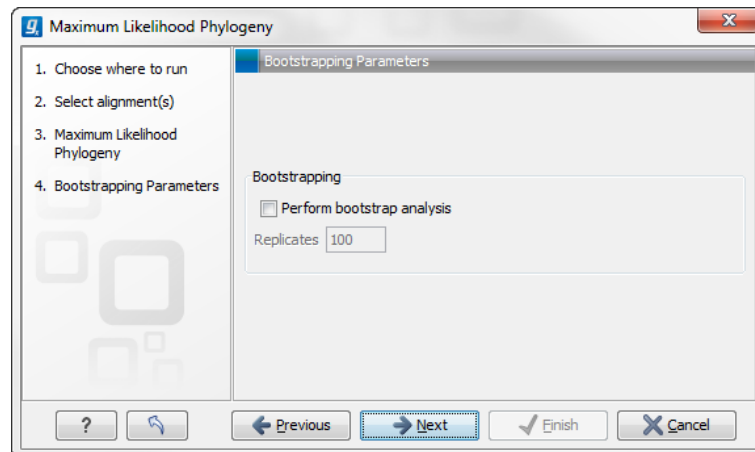 Maximum Likelihood Phylogeny
1. Choose where to run
2. Select alignment(s)
3. Maximum Likelihood
Phylogeny
4. Bootstrapping Parameters
Bootstrapping Parameters
Bootstrapping
Perform bootstrap analysis
Replicates 100
? Previous Next Finish Cancel